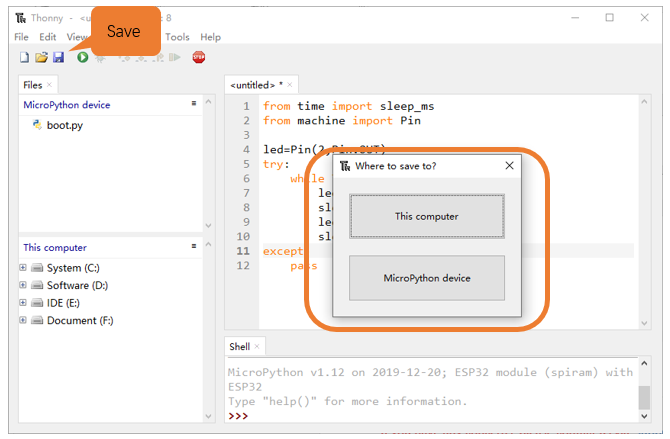 Thonny - <u : 8
Save
File Edit View Tools Help
Files ×
MicroPython device
boot.py
This computer
System (C:)
Software (D:)
IDE (E:)
Document (F:)
<untitled> * ×
1 from time import sleep_ms
2 from machine import Pin
3
4 led=Pin(2,Pin.OUT)
5 try:
6 while
7 le
8 sl
9 le
10 sl
11 except
12 pass
Where to save to?
This computer
MicroPython device
Shell ×
MicroPython v1.12 on 2019-12-20; ESP32 module (spiram) with
ESP32
Type "help()" for more information.
>>>